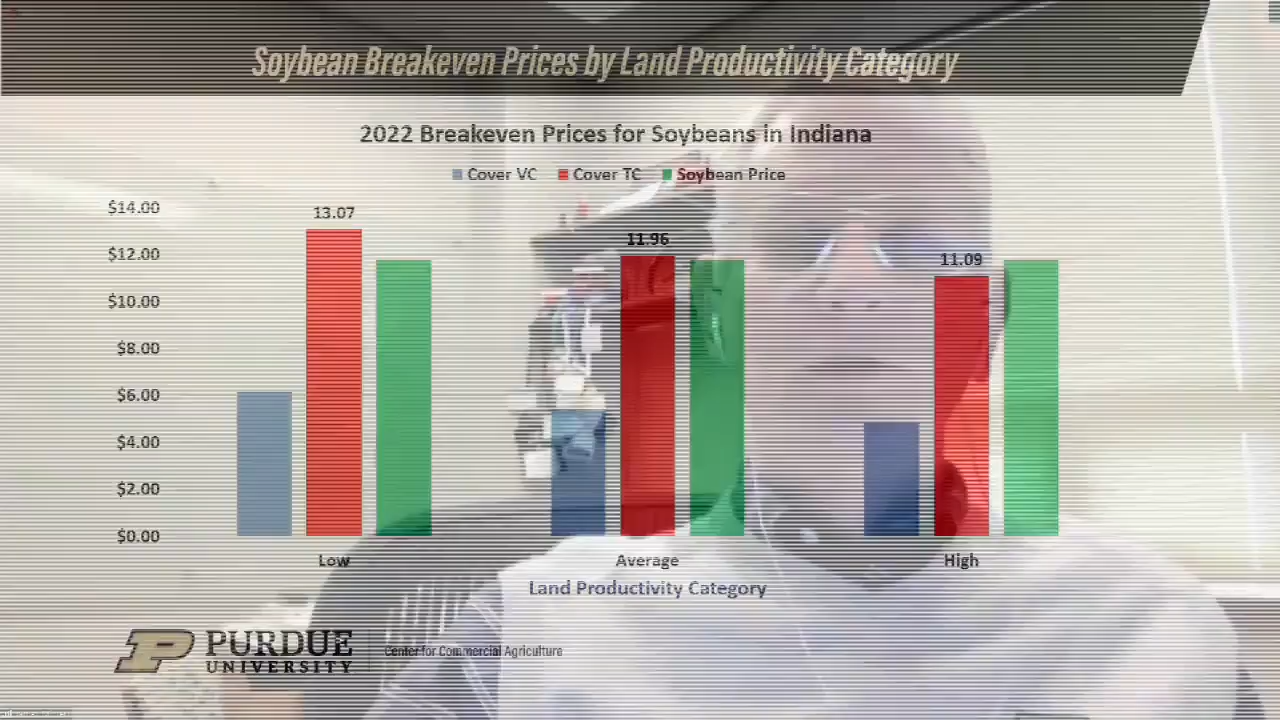 Soybean Breakeven Prices by Land Productivity Category
2022 Breakeven Prices for Soybeans in Indiana
Cover VC Cover TC Soybean Price
$14.00
$12.00
$10.00
$8.00
$6.00
$4.00
$2.00
$0.00
13.07
11.96
11.09
Low Average High
Land Productivity Category
PURDUE
UNIVERSITY
Center for Commercial Agriculture